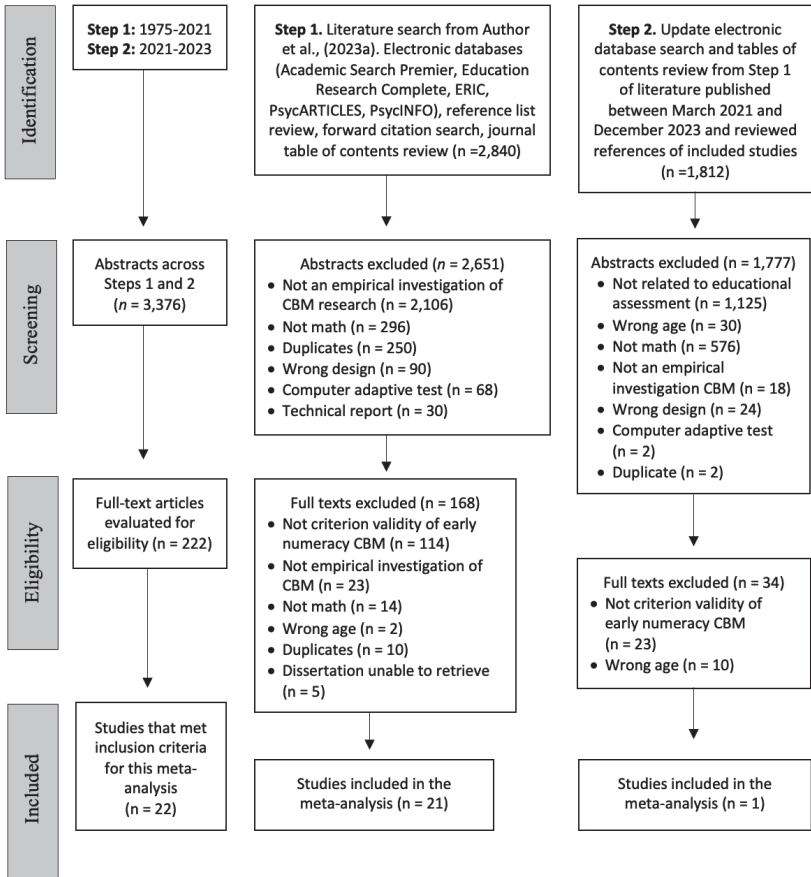 Identification
Step 1: 1975-2021
Step 2: 2021-2023
Step 1. Literature search from Author
et al., (2023a). Electronic databases
(Academic Search Premier, Education
Research Complete, ERIC,
PsycARTICLES, PsycINFO), reference list
review, forward citation search, journal
table of contents review (n =2,840)
Step 2. Update electronic
database search and tables of
contents review from Step 1
of literature published
between March 2021 and
December 2023 and reviewed
references of included studies
(n =1,812)
Screening
Abstracts across
Steps 1 and 2
(n = 3,376)
Abstracts excluded (n = 2,651)
• Not an empirical investigation of
CBM research (n = 2,106)
• Not math (n = 296)
• Duplicates (n = 250)
• Wrong design (n = 90)
• Computer adaptive test (n = 68)
• Technical report (n = 30)
Abstracts excluded (n = 1,777)
• Not related to educational
assessment (n = 1,125)
• Wrong age (n = 30)
• Not math (n = 576)
• Not an empirical
investigation CBM (n = 18)
• Wrong design (n = 24)
• Computer adaptive test
(n = 2)
• Duplicate (n = 2)
Eligibility
Full-text articles
evaluated for
eligibility (n = 222)
Full texts excluded (n = 168)
• Not criterion validity of early
numeracy CBM (n = 114)
• Not empirical investigation of
CBM (n = 23)
• Not math (n = 14)
• Wrong age (n = 2)
• Duplicates (n = 10)
• Dissertation unable to retrieve
(n = 5)
Full texts excluded (n = 34)
• Not criterion validity of
early numeracy CBM
(n = 23)
• Wrong age (n = 10)
Included
Studies that met
inclusion criteria
for this meta-
analysis
(n = 22)
Studies included in the
meta-analysis (n = 21)
Studies included in the
meta-analysis (n = 1)